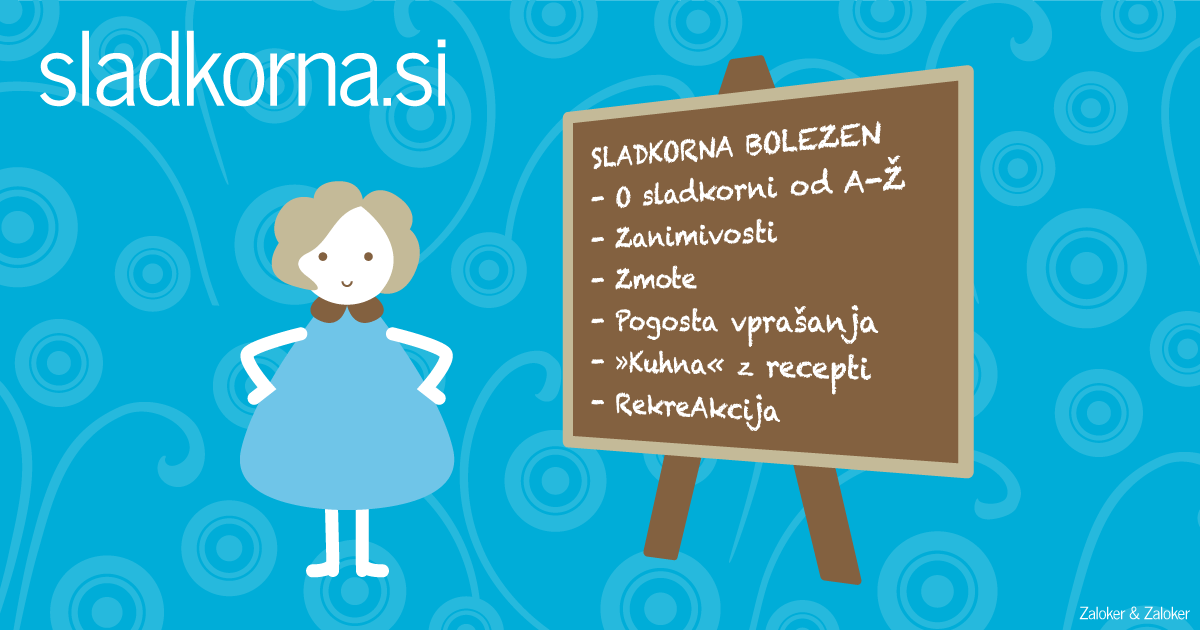 sladkorna.si
SLADKORNA BOLEZEN
- O sladkorni od A-Ž
- Zanimivosti
- Zmote
- Pogosta vprašanja
- »Kuhna« z recepti
- RekreAkcija
Zaloker & Zaloker